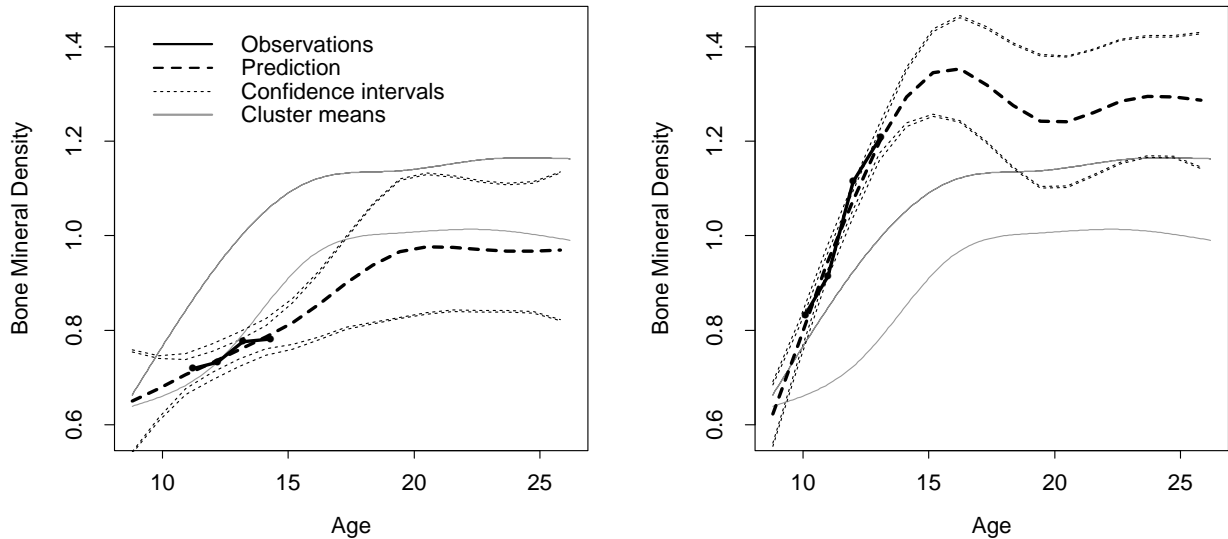 Observations
Prediction
Confidence intervals
Cluster means
Bone Mineral Density
1.4
1.2
1.0
0.8
0.6
10 15 20 25
Age
Bone Mineral Density
1.4
1.2
1.0
0.8
0.6
10 15 20 25
Age